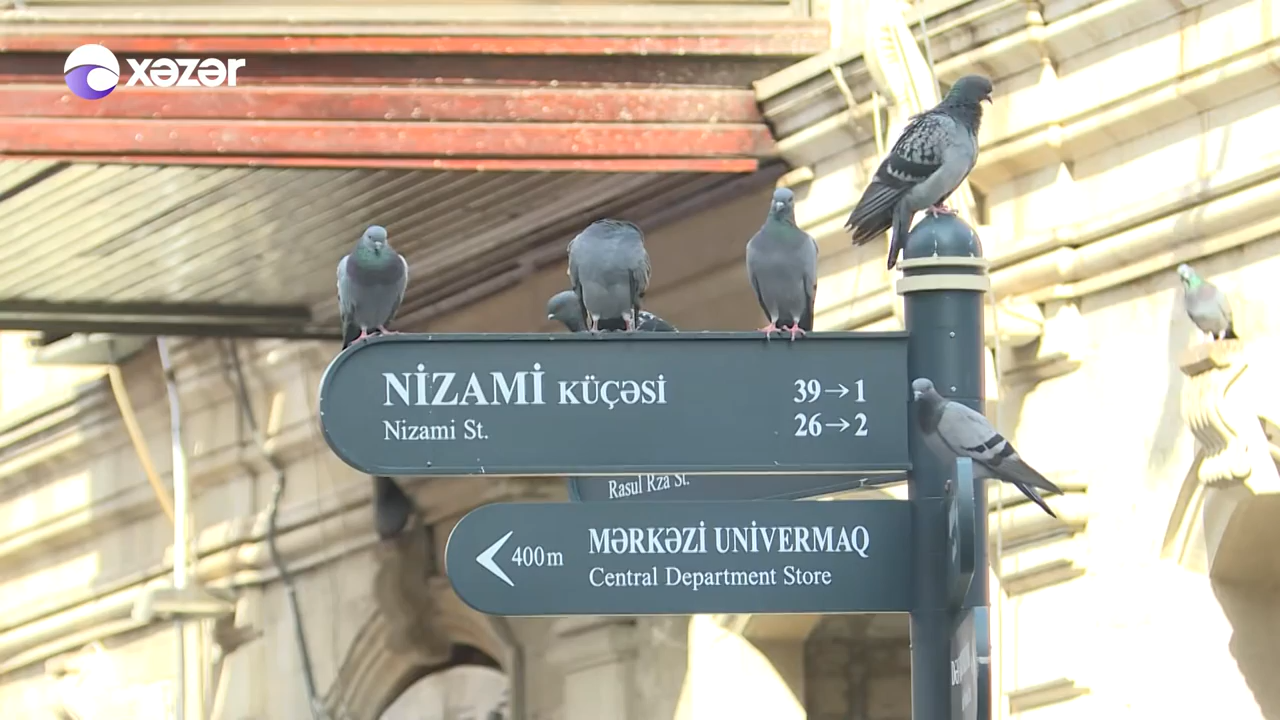 xəzər
NİZAMİ KÜÇƏSİ
Nizami St.
39→1
26→2
Rasul Rza St.
400m
MƏRKƏZİ UNİVERMAQ
Central Department Store